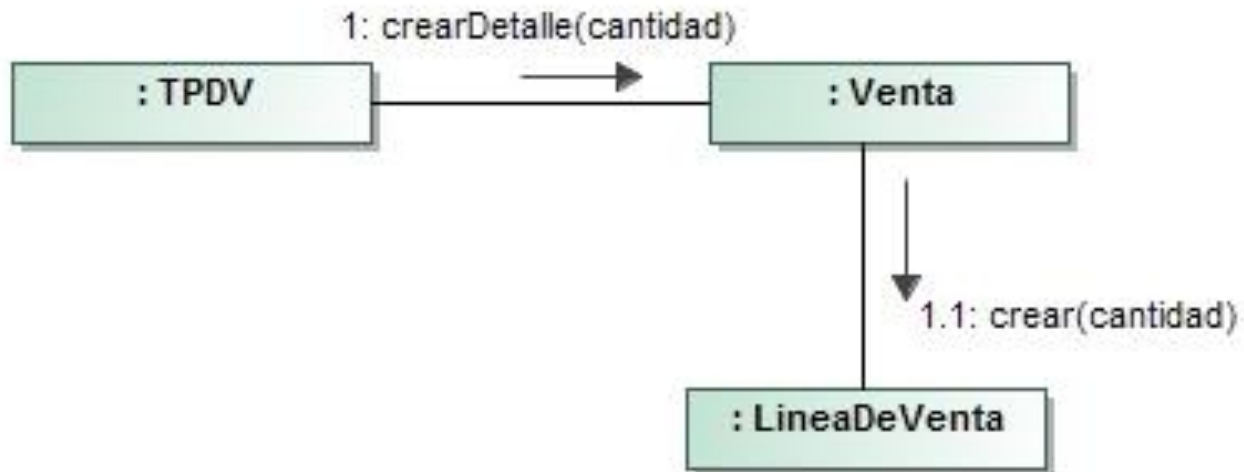 1: crearDetalle(cantidad)
: TPDV
: Venta
1.1: crear(cantidad)
: LineaDeVenta